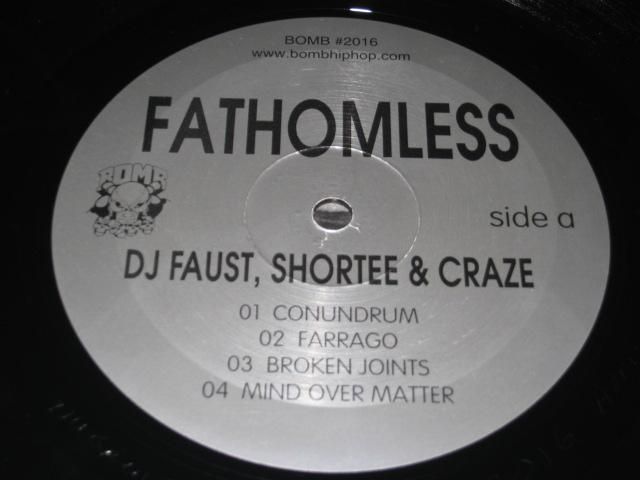 BOMB #2016
www.bombhiphop.com
FATHOMLESS
BOMB
side a
DJ FAUST, SHORTEE & CRAZE
01 CONUNDRUM
02 FARRAGO
03 BROKEN JOINTS
04 MIND OVER MATTER